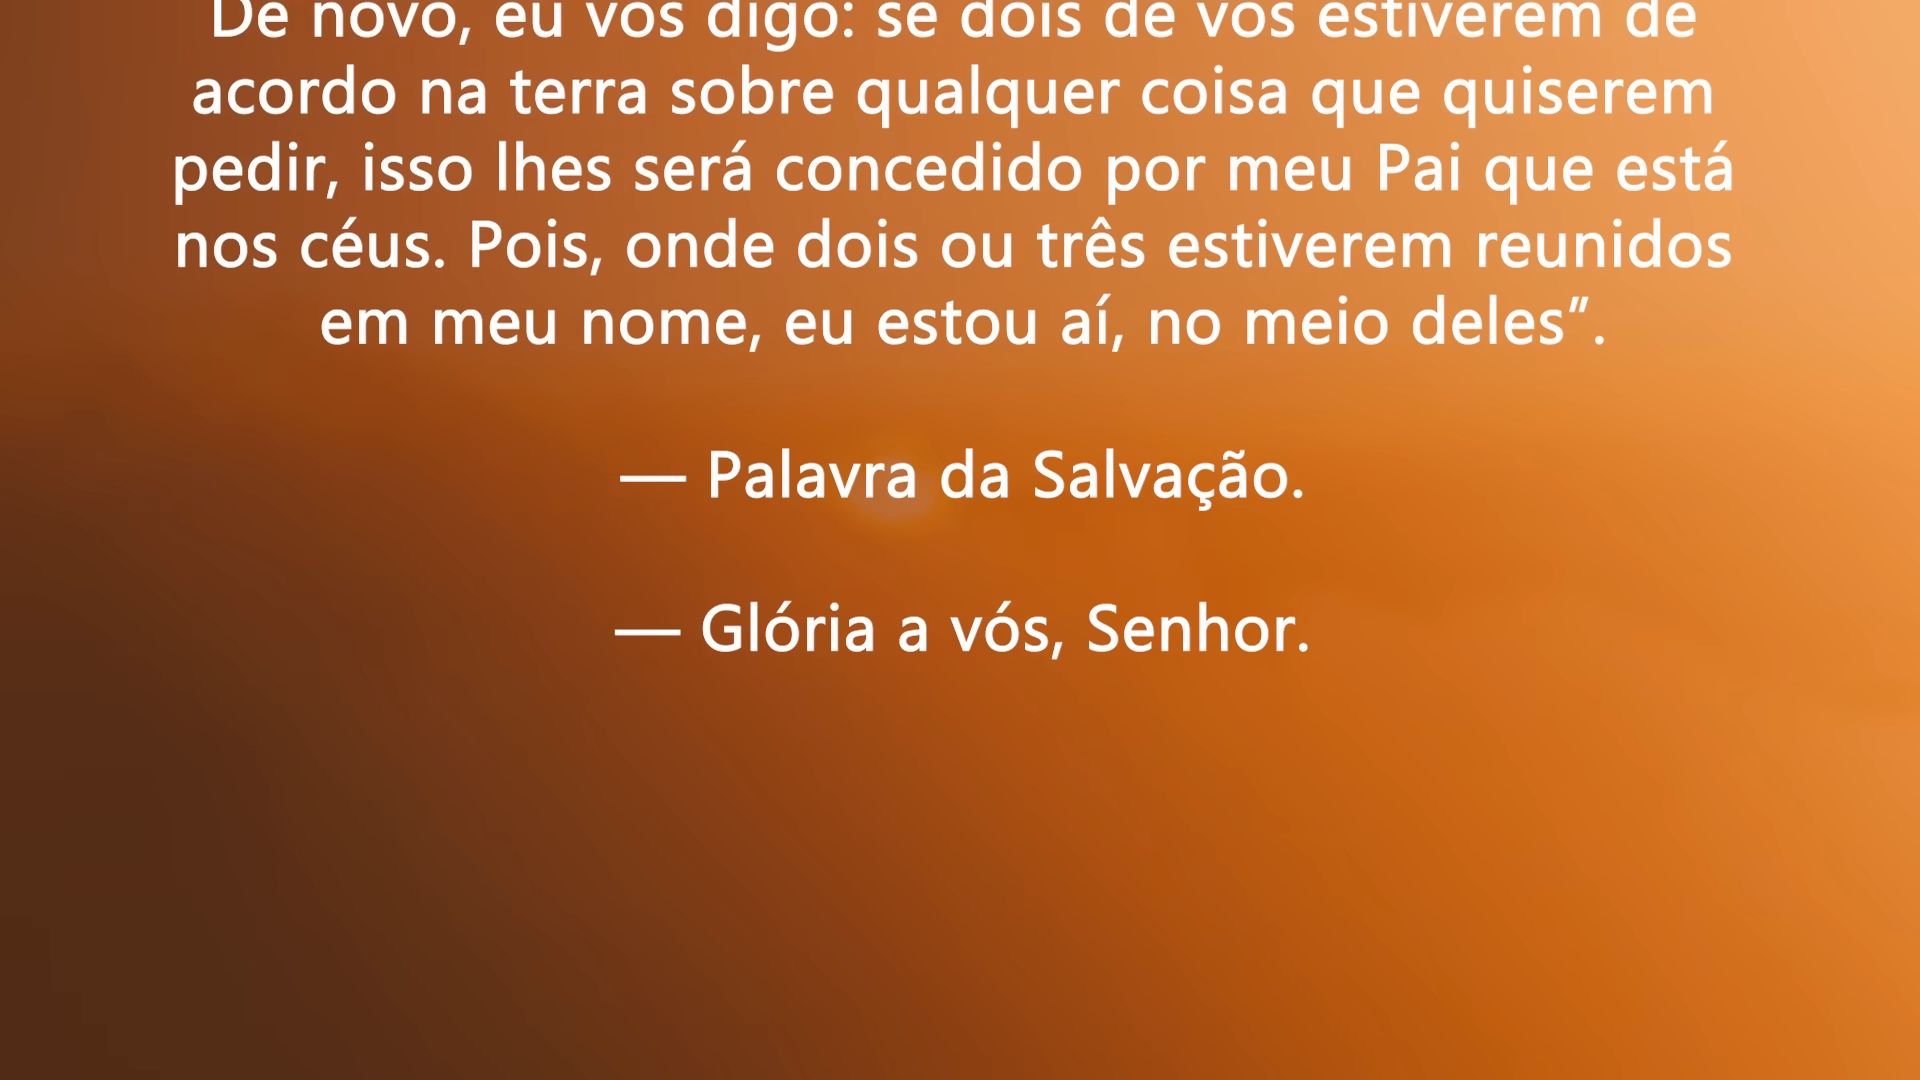 De novo, eu vos digo: se dois de vós estiverem de
acordo na terra sobre qualquer coisa que quiserem
pedir, isso lhes será concedido por meu Pai que está
nos céus. Pois, onde dois ou três estiverem reunidos
em meu nome, eu estou aí, no meio deles”.
— Palavra da Salvação.
— Glória a vós, Senhor.